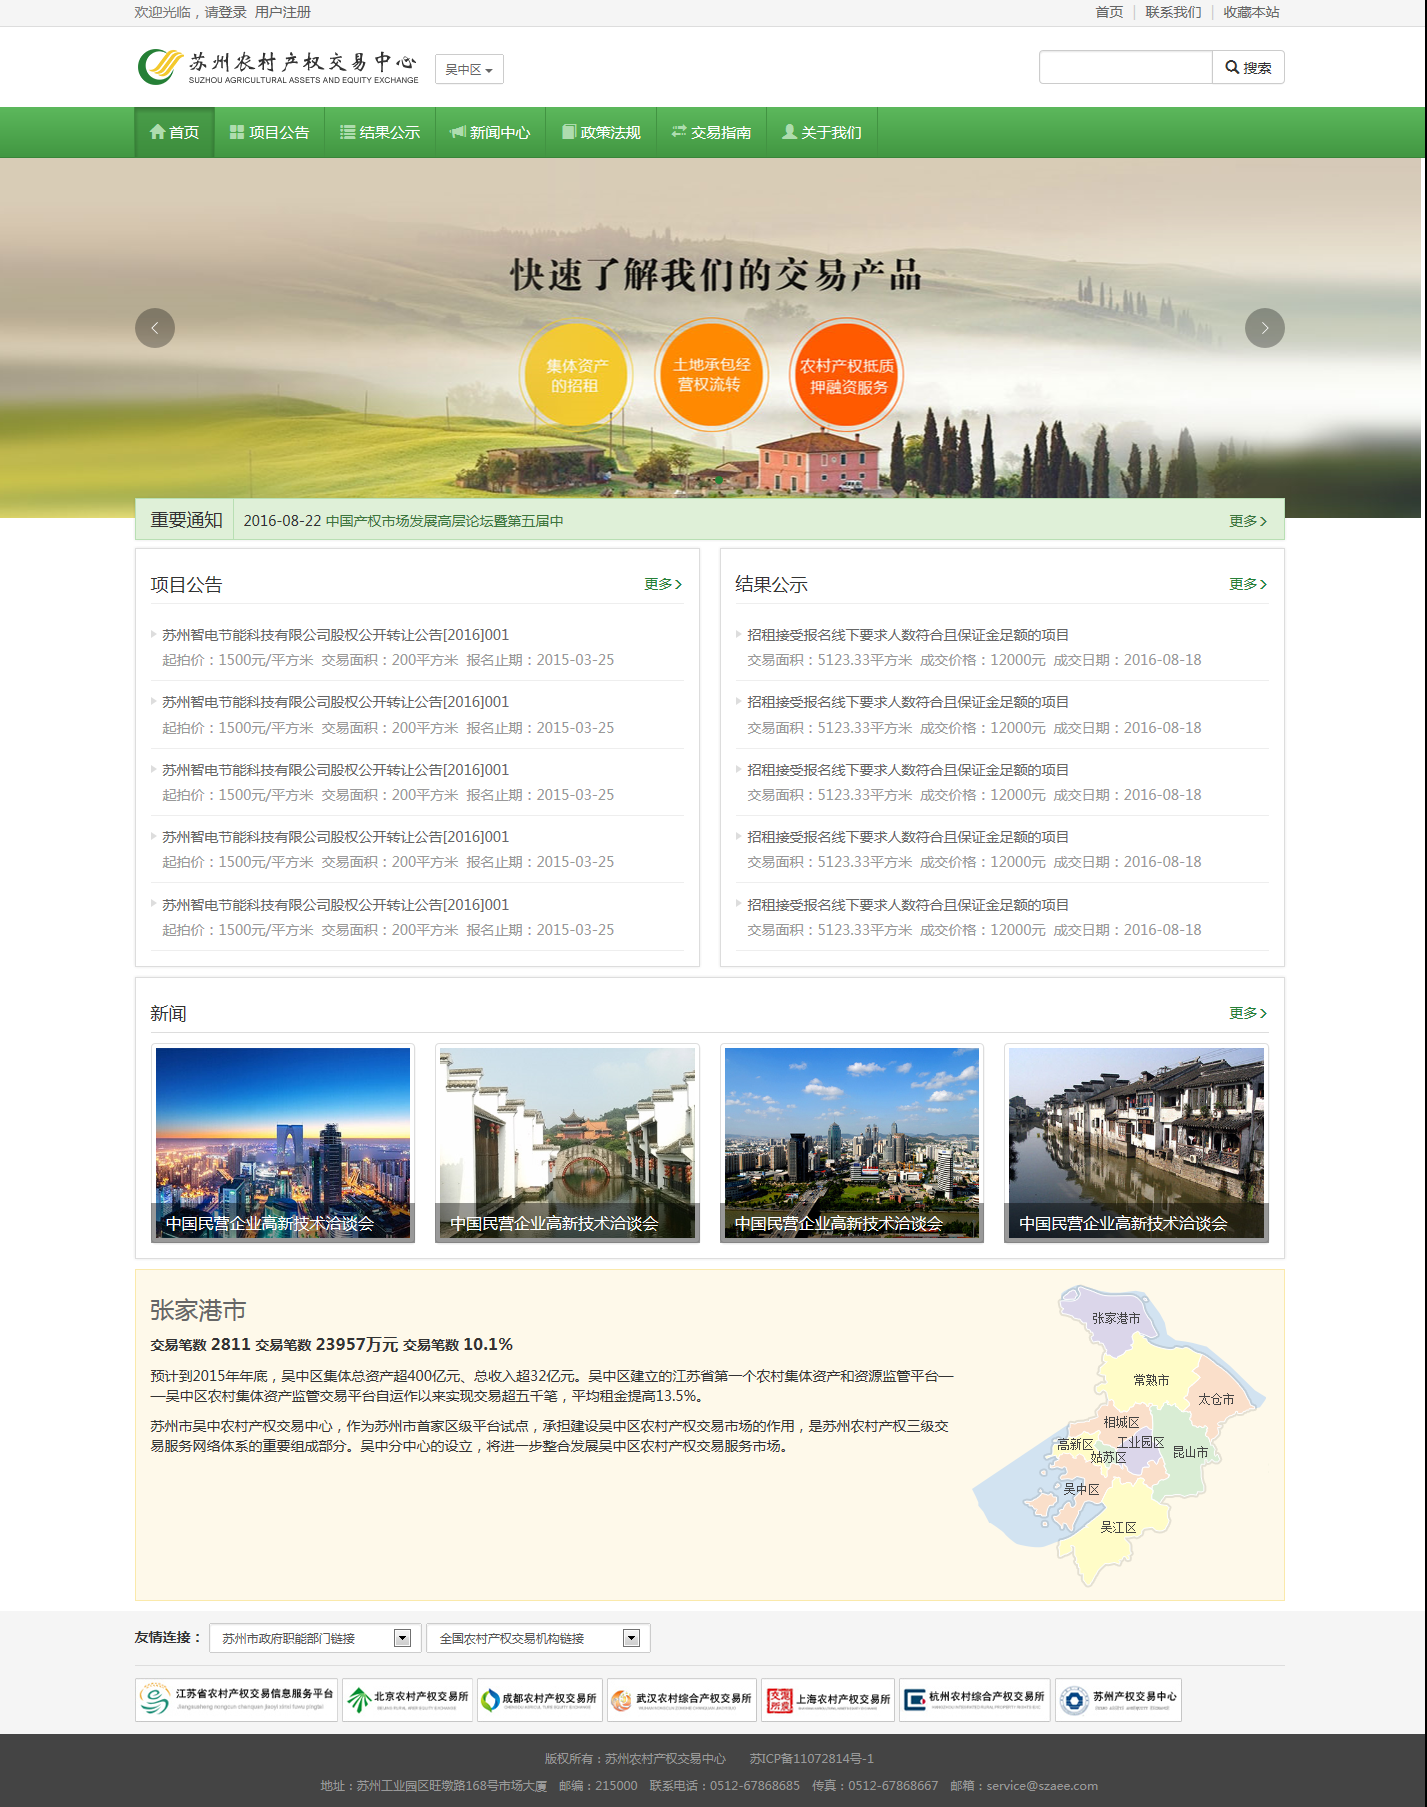 欢迎光临，请登录 用户注册
首页 | 联系我们 | 收藏本站
苏州农村产权交易中心
SUZHOU AGRICULTURAL ASSETS AND EQUITY EXCHANGE
吴中区
搜索
首页 项目公告 结果公示 新闻中心 政策法规 交易指南 关于我们
快速了解我们的交易产品
集体资产
的招租
土地承包经
营权流转
农村产权抵质
押融资服务
重要通知 2016-08-22 中国产权市场发展高层论坛暨第五届中 更多
项目公告 更多
苏州智电节能科技有限公司股权公开转让公告[2016]001
起拍价：1500元/平方米 交易面积：200平方米 报名止期：2015-03-25
苏州智电节能科技有限公司股权公开转让公告[2016]001
起拍价：1500元/平方米 交易面积：200平方米 报名止期：2015-03-25
苏州智电节能科技有限公司股权公开转让公告[2016]001
起拍价：1500元/平方米 交易面积：200平方米 报名止期：2015-03-25
苏州智电节能科技有限公司股权公开转让公告[2016]001
起拍价：1500元/平方米 交易面积：200平方米 报名止期：2015-03-25
苏州智电节能科技有限公司股权公开转让公告[2016]001
起拍价：1500元/平方米 交易面积：200平方米 报名止期：2015-03-25
结果公示 更多
招租接受报名线下要求人数符合且保证金足额的项目
交易面积：5123.33平方米 成交价格：12000元 成交日期：2016-08-18
招租接受报名线下要求人数符合且保证金足额的项目
交易面积：5123.33平方米 成交价格：12000元 成交日期：2016-08-18
招租接受报名线下要求人数符合且保证金足额的项目
交易面积：5123.33平方米 成交价格：12000元 成交日期：2016-08-18
招租接受报名线下要求人数符合且保证金足额的项目
交易面积：5123.33平方米 成交价格：12000元 成交日期：2016-08-18
招租接受报名线下要求人数符合且保证金足额的项目
交易面积：5123.33平方米 成交价格：12000元 成交日期：2016-08-18
新闻 更多
中国民营企业高新技术洽谈会
中国民营企业高新技术洽谈会
中国民营企业高新技术洽谈会
中国民营企业高新技术洽谈会
张家港市
交易笔数 2811 交易笔数 23957万元 交易笔数 10.1%
预计到2015年年底，吴中区集体总资产超400亿元、总收入超32亿元。吴中区建立的江苏省第一个农村集体资产和资源监管平台—
—吴中区农村集体资产监管交易平台自运作以来实现交易超五千笔，平均租金提高13.5%。
苏州市吴中农村产权交易中心，作为苏州市首家区级平台试点，承担建设吴中区农村产权交易市场的作用，是苏州农村产权三级交
易服务网络体系的重要组成部分。吴中分中心的设立，将进一步整合发展吴中区农村产权交易服务市场。
张家港市
常熟市
太仓市
相城区
高新区
工业园区
姑苏区
昆山市
吴中区
吴江区
友情连接： 苏州市政府职能部门链接 全国农村产权交易机构链接
江苏省农村产权交易信息服务平台
北京农村产权交易所
成都农村产权交易所
武汉农村综合产权交易所
上海农村产权交易所
杭州农村综合产权交易所
苏州产权交易中心
版权所有：苏州农村产权交易中心 苏ICP备11072814号-1
地址：苏州工业园区旺墩路168号市场大厦 邮编：215000 联系电话：0512-67868685 传真：0512-67868667 邮箱：service@szaee.com